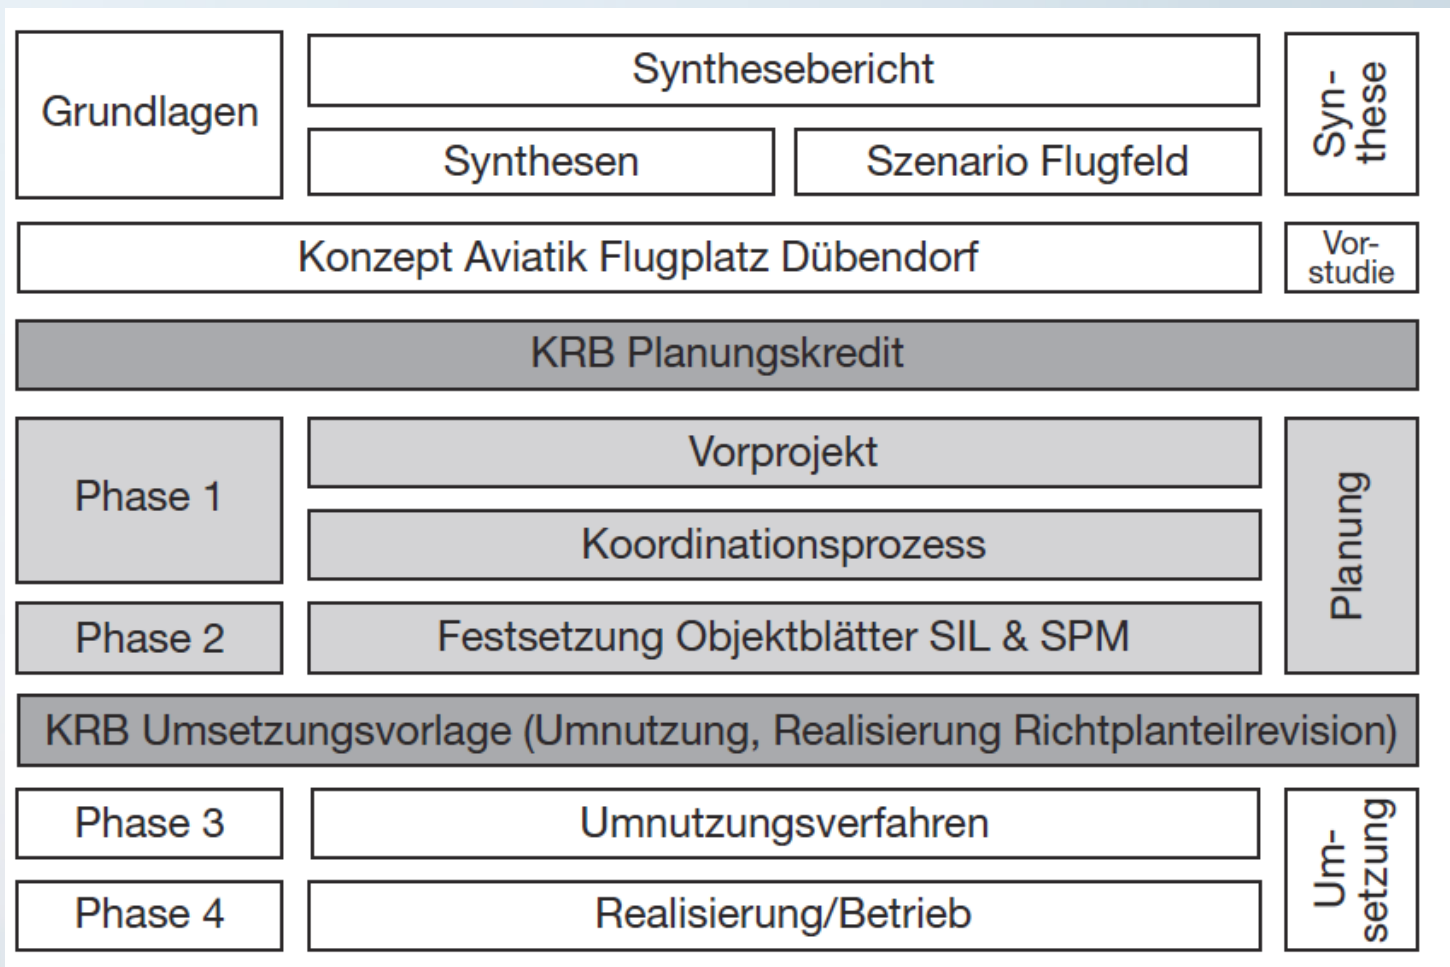 Grundlagen
Synthesebericht
Synthesen
Szenario Flugfeld
Syn-
these
Konzept Aviatik Flugplatz Dübendorf
Vor-
studie
KRB Planungskredit
Phase 1
Vorprojekt
Koordinationsprozess
Planung
Phase 2
Festsetzung Objektblätter SIL & SPM
KRB Umsetzungsvorlage (Umnutzung, Realisierung Richtplanteilrevision)
Phase 3
Umnutzungsverfahren
Um-
setzung
Phase 4
Realisierung/Betrieb